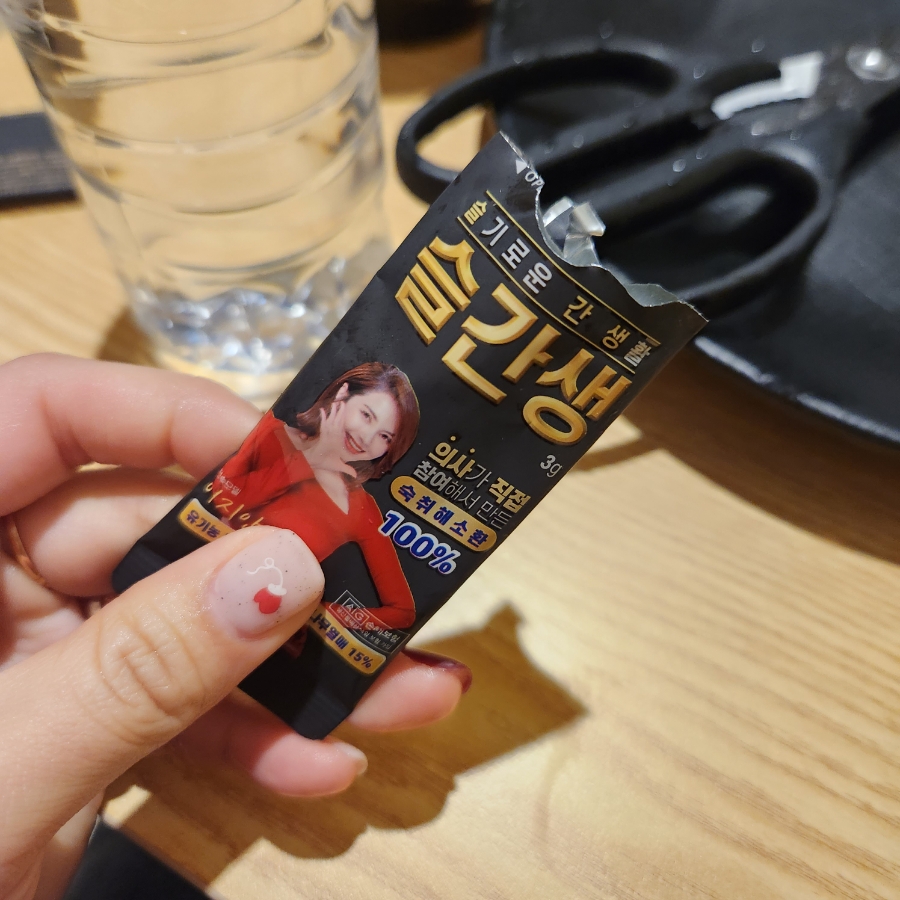 슬기로운 간 생활
슬간생
3g
의사가 직접
참여해서 만든
숙취해소환
100%
15%